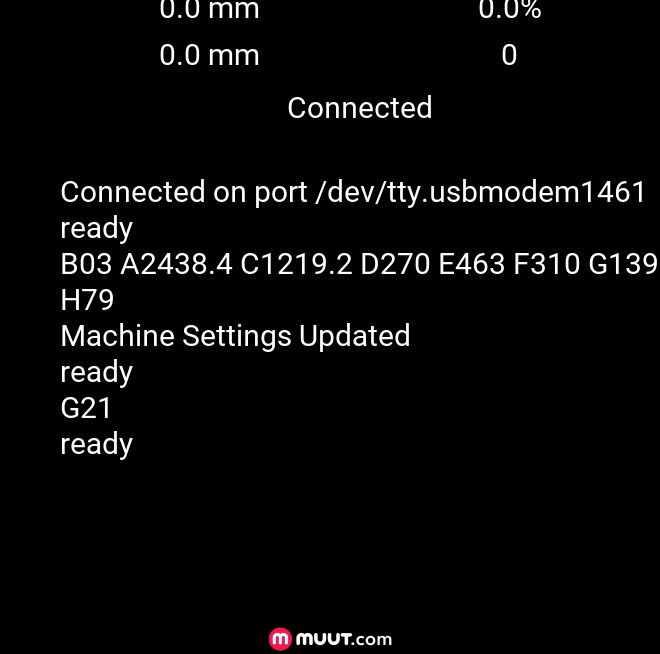 0.0 mm 0.0%
0.0 mm 0
Connected
Connected on port /dev/tty.usbmodem1461
ready
B03 A2438.4 C1219.2 D270 E463 F310 G139
H79
Machine Settings Updated
ready
G21
ready
m MUUT.com